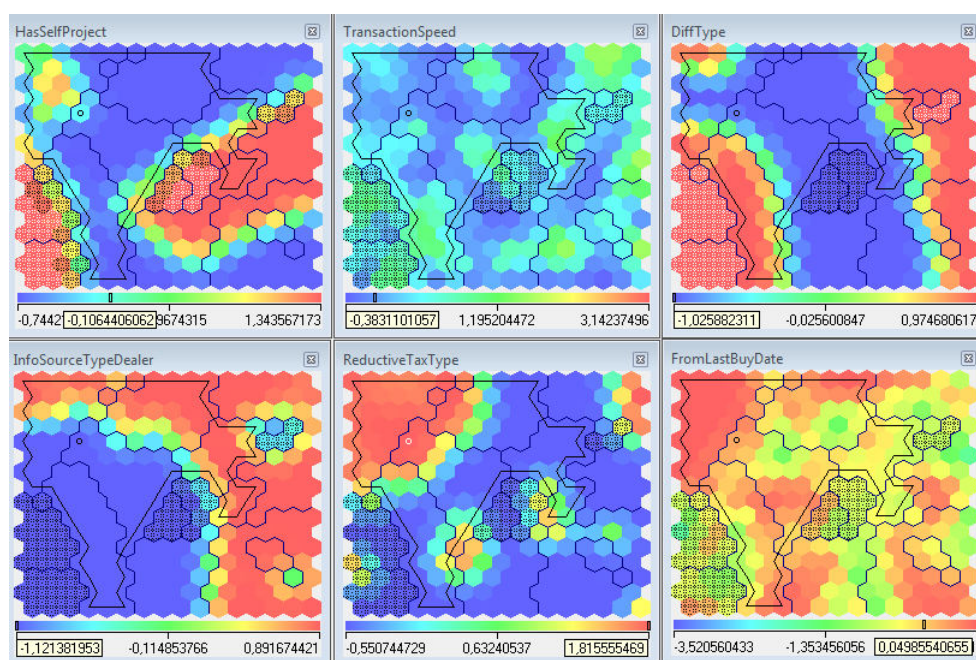 HasSelfProject
TransactionSpeed
DiffType
-0,7442 -0,1064406062 9674315 1,343567173
-0,3831101057 1,195204472 3,14237496
-1,025882311 -0,025600847 0,974680617
InfoSourceTypeDealer
ReductiveTaxType
FromLastBuyDate
-1,121381953 -0,114853766 0,891674421
-0,550744729 0,63240537 1,815555469
-3,520560433 -1,353456056 0,04985540655